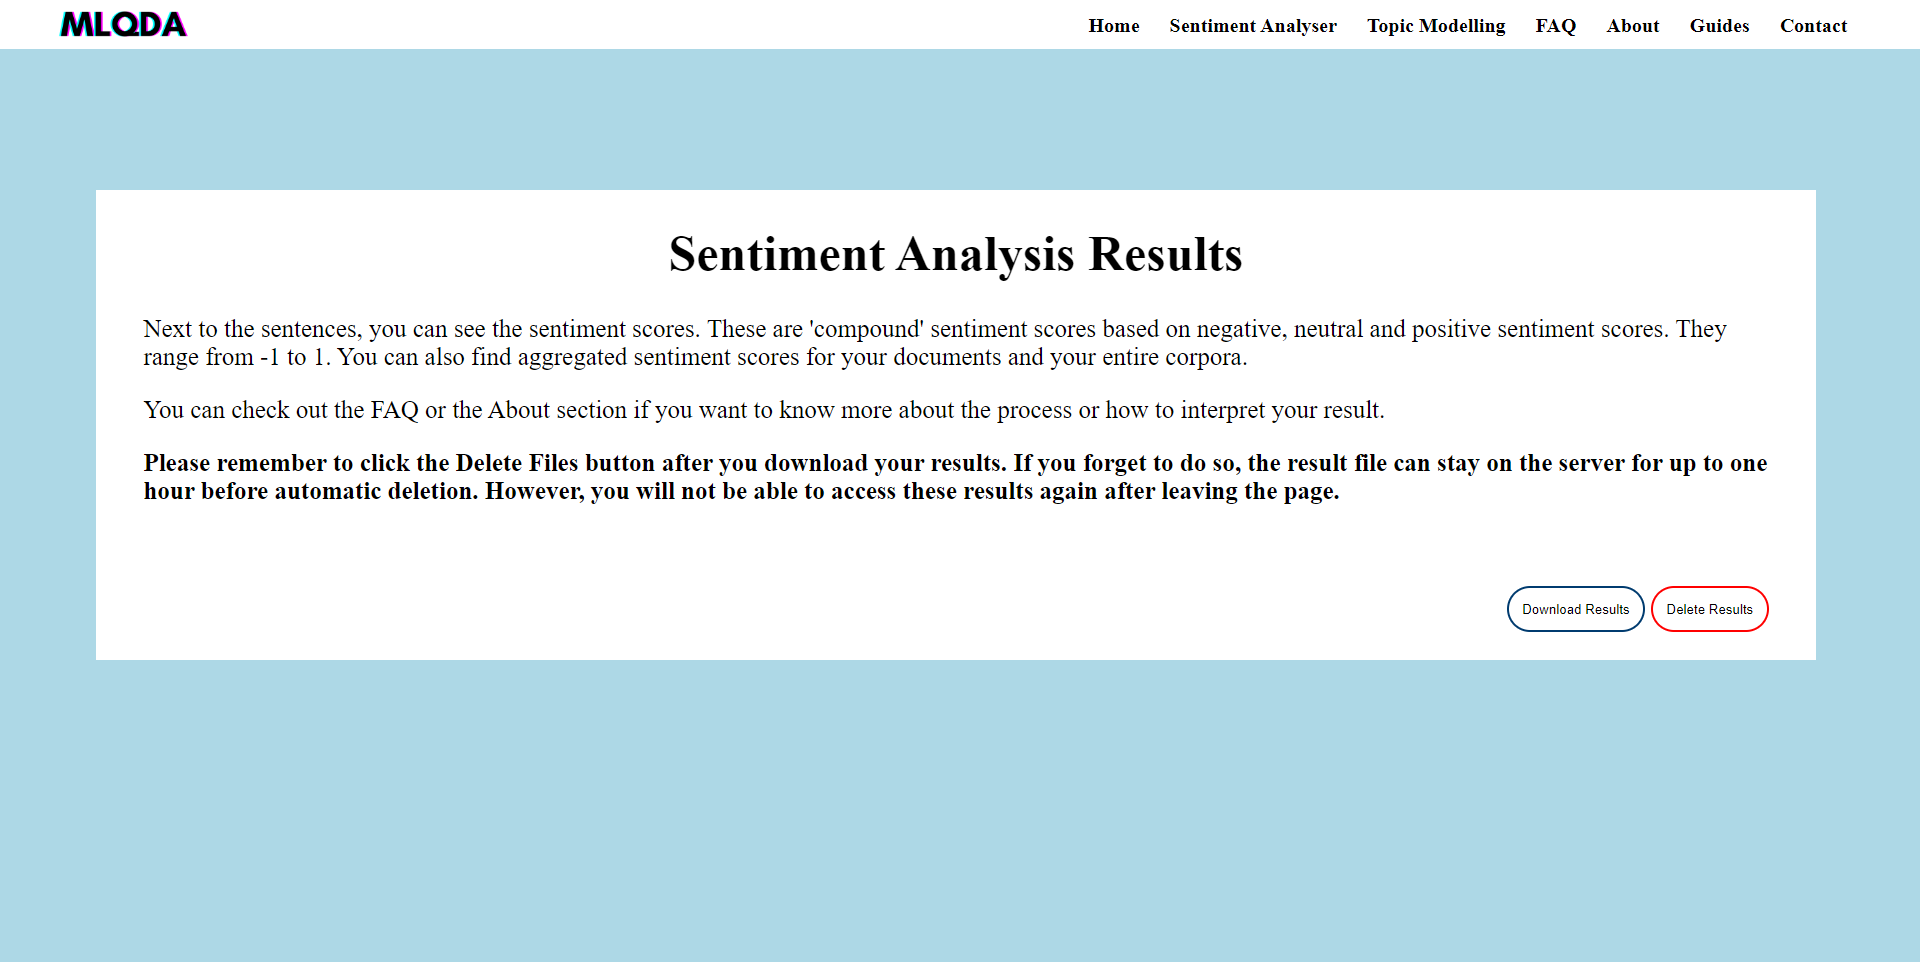 MLQDA
Home Sentiment Analyser Topic Modelling FAQ About Guides Contact
Sentiment Analysis Results
Next to the sentences, you can see the sentiment scores. These are 'compound' sentiment scores based on negative, neutral and positive sentiment scores. They
range from -1 to 1. You can also find aggregated sentiment scores for your documents and your entire corpora.
You can check out the FAQ or the About section if you want to know more about the process or how to interpret your result.
Please remember to click the Delete Files button after you download your results. If you forget to do so, the result file can stay on the server for up to one
hour before automatic deletion. However, you will not be able to access these results again after leaving the page.
Download Results Delete Results